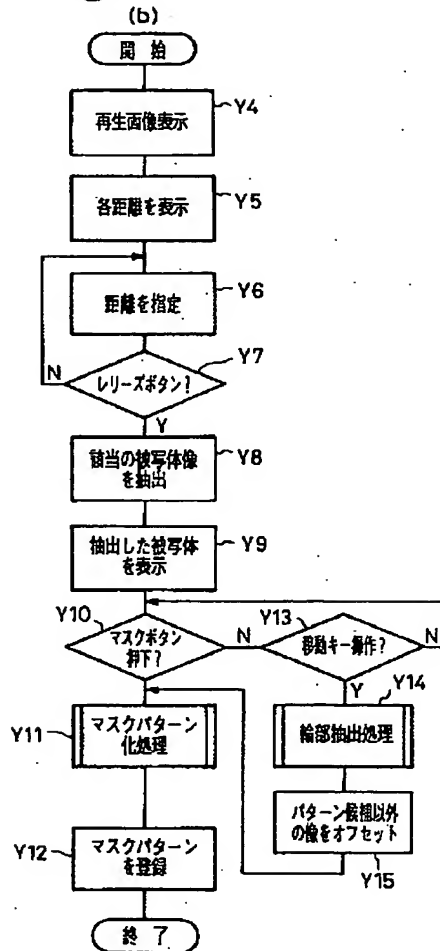 (b)
開始
再生画像表示
Y4
各距離を表示
Y5
距離を指定
Y6
レリーズボタン?
Y7
N
Y
該当の被写体像
を抽出
Y8
抽出した被写体
を表示
Y9
Y10
マスクボタン
押下?
N
Y13
移動キー操作?
N
Y
Y11
マスクパターン
化処理
輪部抽出処理
Y14
パターン候補以外
の像をオフセット
Y15
Y12
マスクパターン
を登録
終了